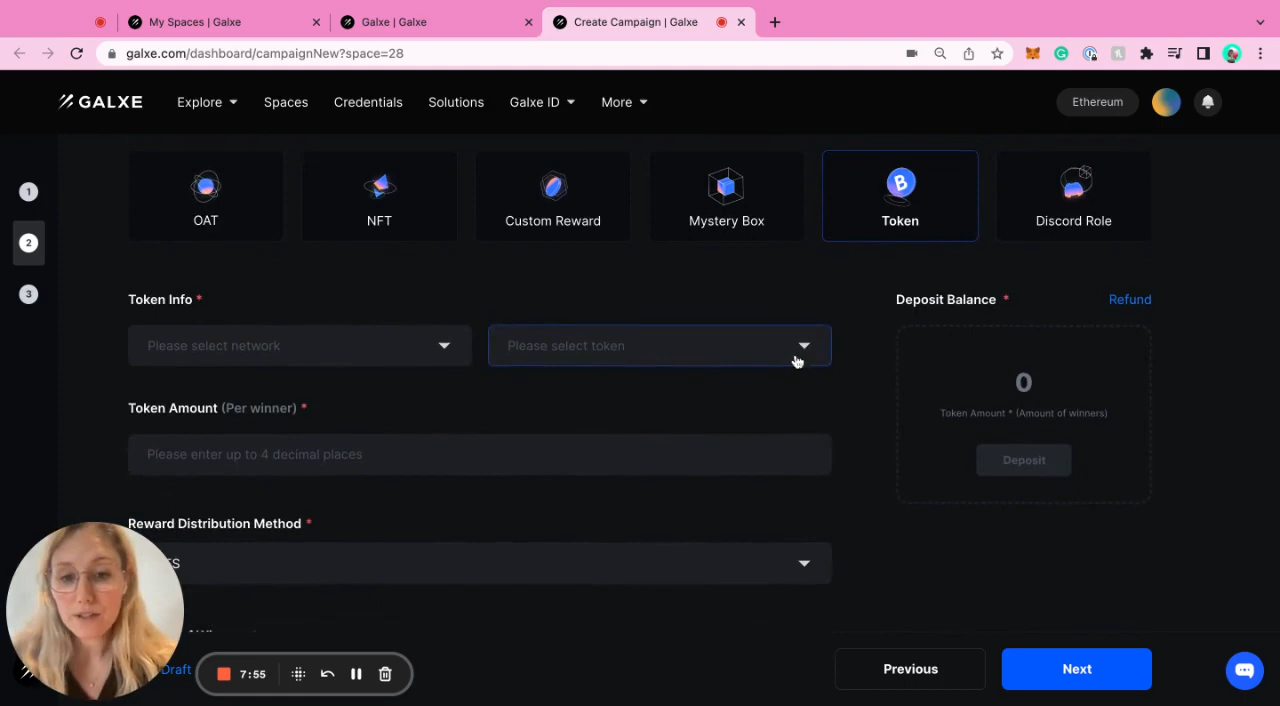 My Spaces | Galxe
Galxe | Galxe
Create Campaign | Galxe
galxe.com/dashboard/campaignNew?space=28
GALXE
Explore
Spaces
Credentials
Solutions
Galxe ID
More
Ethereum
1
2
3
OAT
NFT
Custom Reward
Mystery Box
B
Token
Discord Role
Token Info *
Please select network
Please select token
Deposit Balance *
Refund
0
Token Amount * (Amount of winners)
Deposit
Token Amount (Per winner) *
Please enter up to 4 decimal places
Reward Distribution Method *
Draft
7:55
Previous
Next